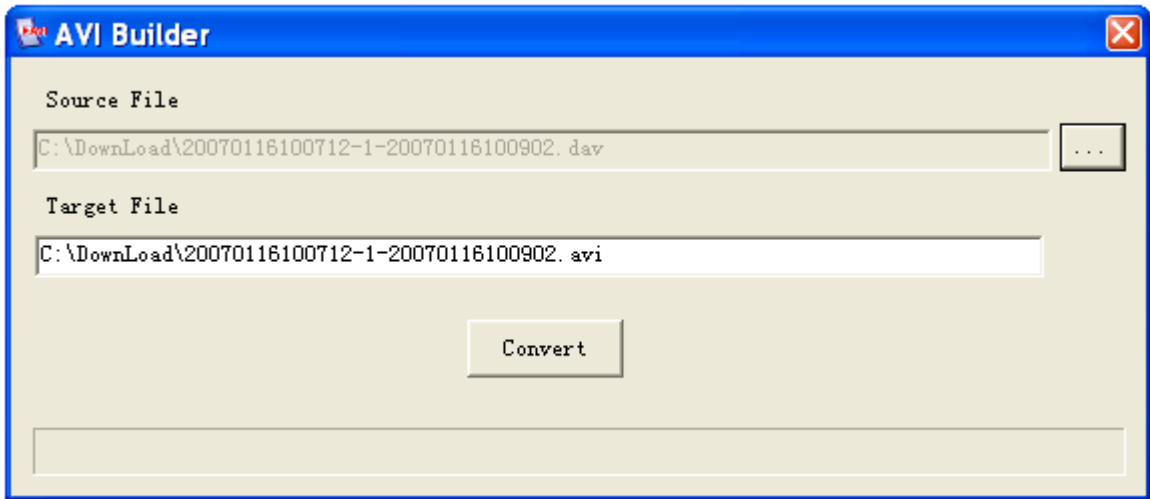 AVI Builder
Source File
C:\DownLoad\20070116100712-1-20070116100902.dav
...
Target File
C:\DownLoad\20070116100712-1-20070116100902.avi
Convert